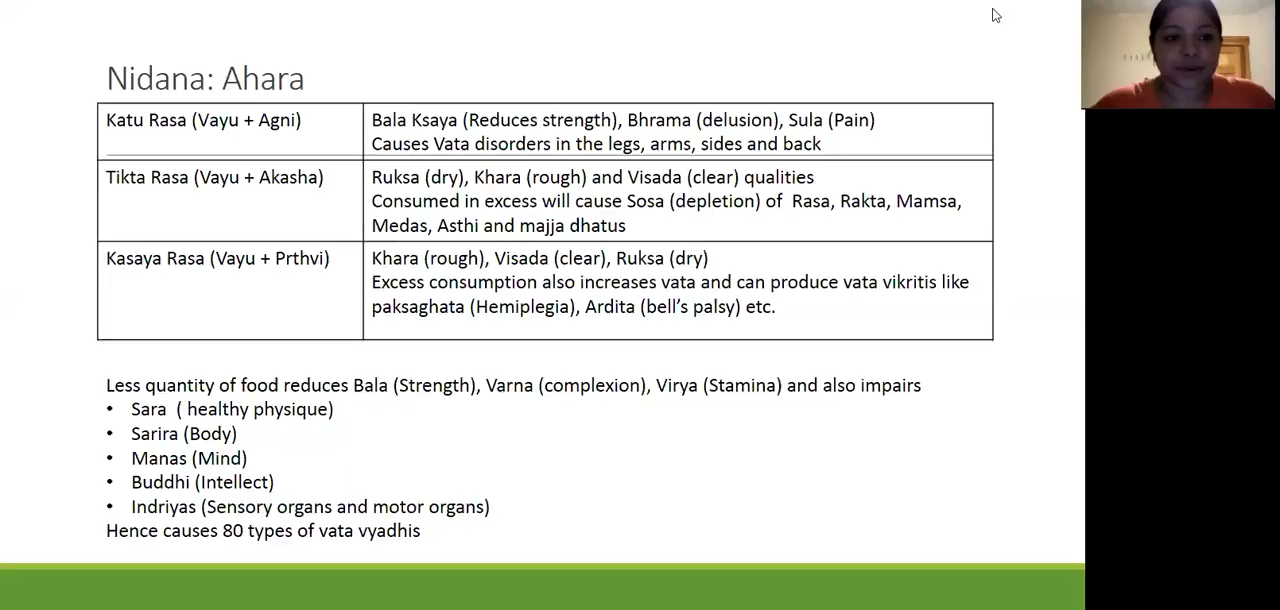 Nidana: Ahara
Katu Rasa (Vayu + Agni)
Bala Ksaya (Reduces strength), Bhrama (delusion), Sula (Pain)
Causes Vata disorders in the legs, arms, sides and back
Tikta Rasa (Vayu + Akasha)
Ruksa (dry), Khara (rough) and Visada (clear) qualities
Consumed in excess will cause Sosa (depletion) of  Rasa, Rakta, Mamsa,
Medas, Asthi and majja dhatus
Kasaya Rasa (Vayu + Prthvi)
Khara (rough), Visada (clear), Ruksa (dry)
Excess consumption also increases vata and can produce vata vikritis like
paksaghata (Hemiplegia), Ardita (bell’s palsy) etc.
Less quantity of food reduces Bala (Strength), Varna (complexion), Virya (Stamina) and also impairs
• Sara  ( healthy physique)
• Sarira (Body)
• Manas (Mind)
• Buddhi (Intellect)
• Indriyas (Sensory organs and motor organs)
Hence causes 80 types of vata vyadhis